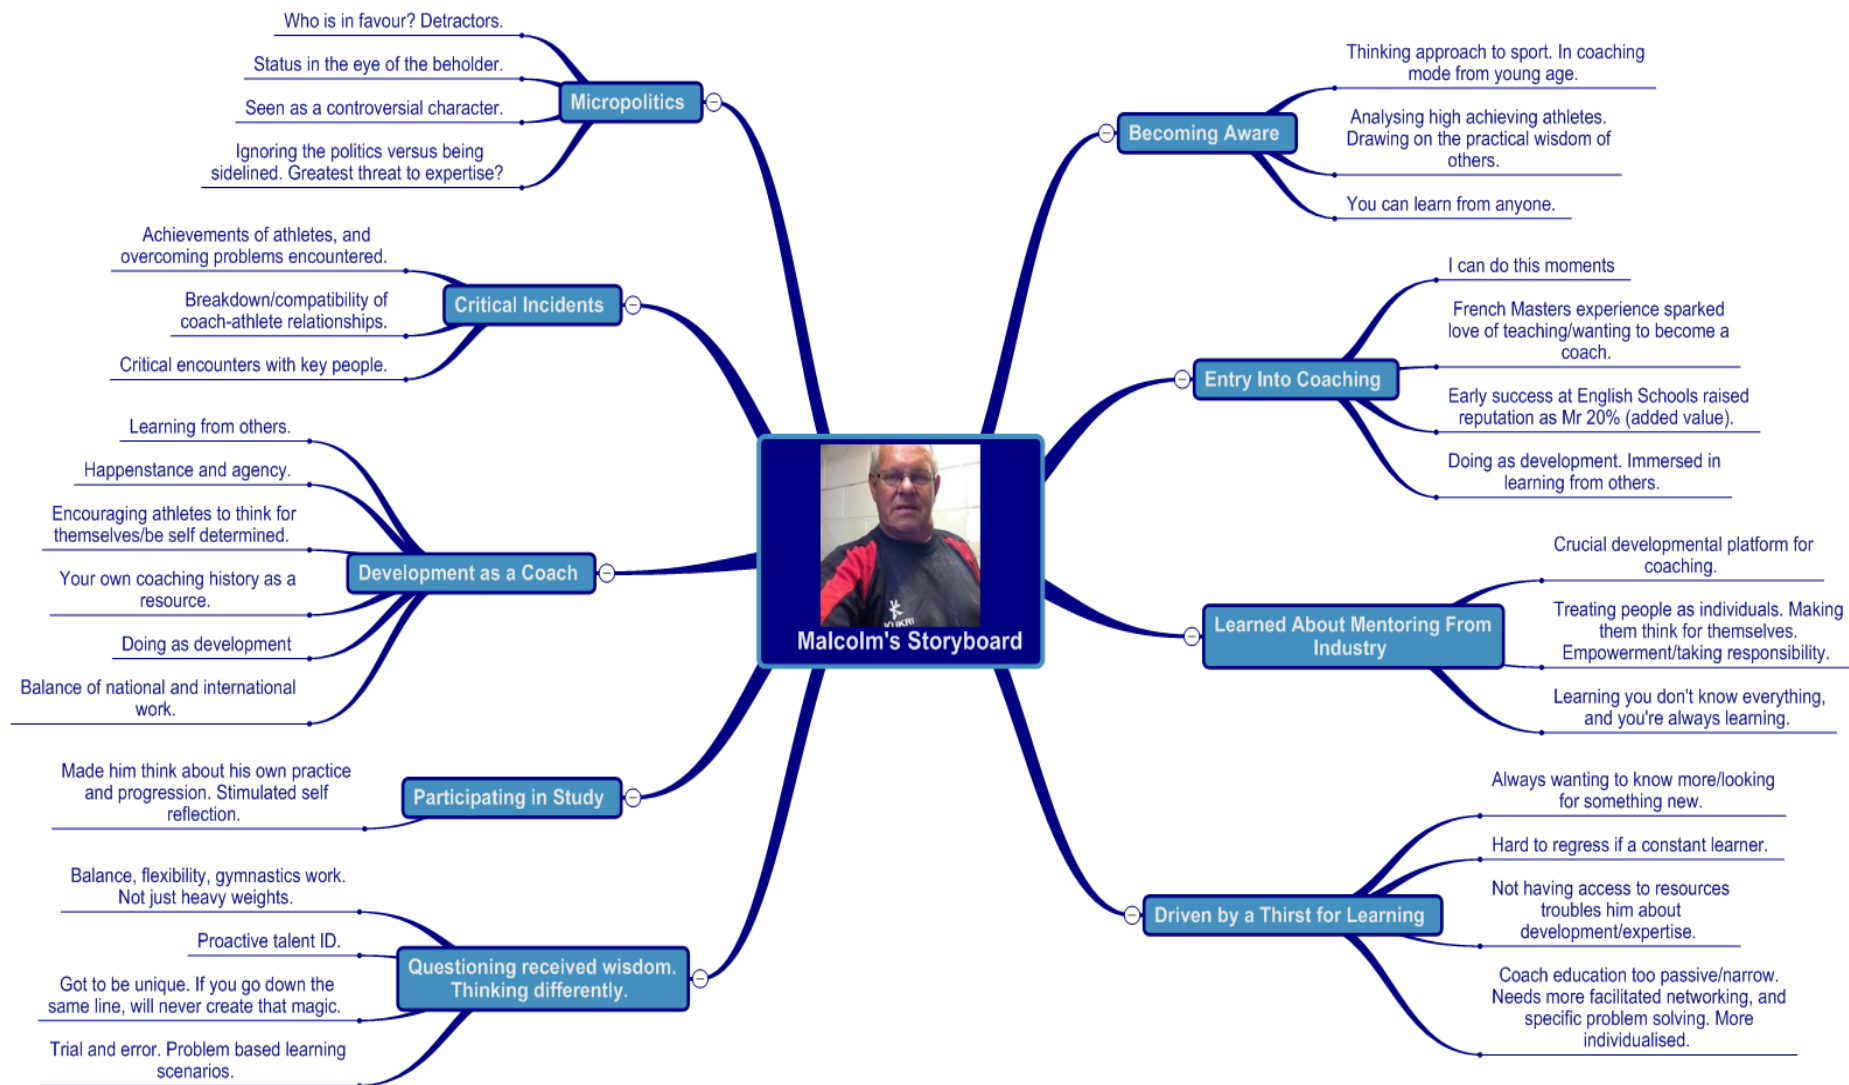 Who is in favour? Detractors.
Status in the eye of the beholder.
Seen as a controversial character.
Ignoring the politics versus being
sidelined. Greatest threat to expertise?
Micropolitics
Achievements of athletes, and
overcoming problems encountered.
Breakdown/compatibility of
coach-athlete relationships.
Critical encounters with key people.
Critical Incidents
Learning from others.
Happenstance and agency.
Encouraging athletes to think for
themselves/be self determined.
Your own coaching history as a
resource.
Doing as development
Balance of national and international
work.
Development as a Coach
Made him think about his own practice
and progression. Stimulated self
reflection.
Participating in Study
Balance, flexibility, gymnastics work.
Not just heavy weights.
Proactive talent ID.
Got to be unique. If you go down the
same line, will never create that magic.
Trial and error. Problem based learning
scenarios.
Questioning received wisdom.
Thinking differently.
KUKRI
Malcolm's Storyboard
Becoming Aware
Thinking approach to sport. In coaching
mode from young age.
Analysing high achieving athletes.
Drawing on the practical wisdom of
others.
You can learn from anyone.
Entry Into Coaching
I can do this moments
French Masters experience sparked
love of teaching/wanting to become a
coach.
Early success at English Schools raised
reputation as Mr 20% (added value).
Doing as development. Immersed in
learning from others.
Learned About Mentoring From
Industry
Crucial developmental platform for
coaching.
Treating people as individuals. Making
them think for themselves.
Empowerment/taking responsibility.
Learning you don't know everything,
and you're always learning.
Driven by a Thirst for Learning
Always wanting to know more/looking
for something new.
Hard to regress if a constant learner.
Not having access to resources
troubles him about
development/expertise.
Coach education too passive/narrow.
Needs more facilitated networking, and
specific problem solving. More
individualised.